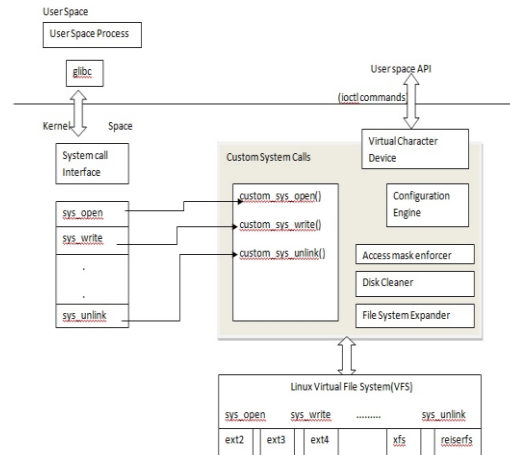 User Space
User Space Process
glibc
User space API
(ioctl commands)
Kernel Space
System call
Interface
sys_open
sys_write
.
.
sys_unlink
Custom System Calls
custom_sys_open()
custom_sys_write()
custom_sys_unlink()
Virtual Character
Device
Configuration
Engine
Access mask enforcer
Disk Cleaner
File System Expander
Linux Virtual File System(VFS)
sys_open sys_write ......... sys_unlink
ext2 ext3 ext4 xfs reiserfs